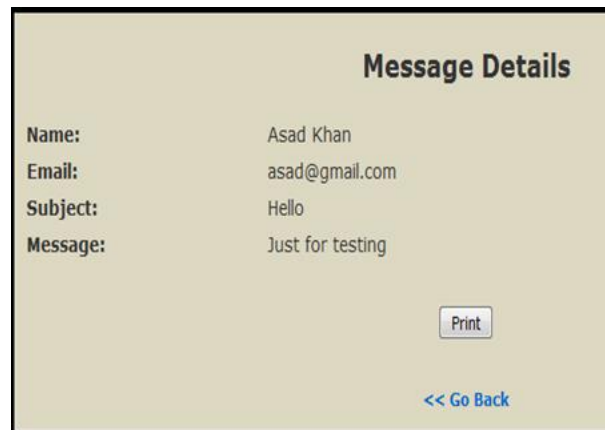 Message Details
Name: Asad Khan
Email: asad@gmail.com
Subject: Hello
Message: Just for testing
Print
<< Go Back